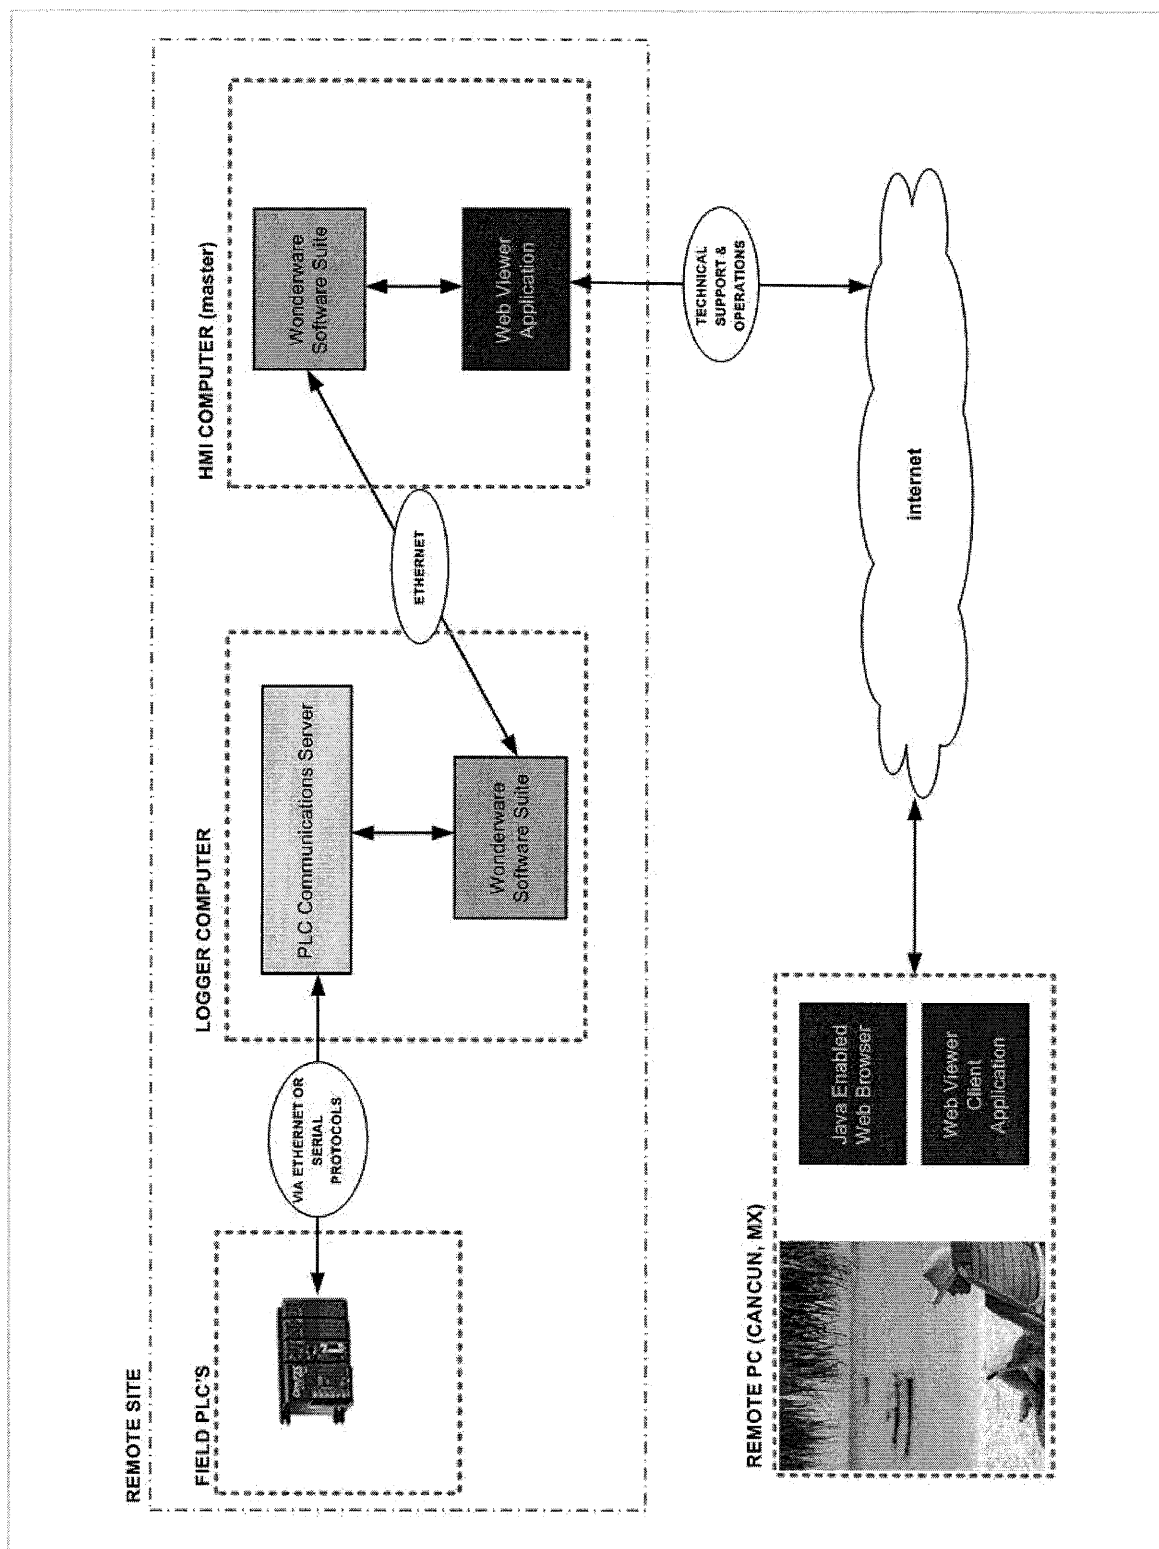 REMOTE SITE
FIELD PLC'S
VIA ETHERNET OR
SERIAL
PROTOCOLS
LOGGER COMPUTER
PLC Communications Server
Wonderware
Software Suite
ETHERNET
HMI COMPUTER (master)
Wonderware
Software Suite
Web Viewer
Application
TECHNICAL
SUPPORT &
OPERATIONS
internet
REMOTE PC (CANCUN, MX)
Java Enabled
Web Browser
Web Viewer
Client
Application